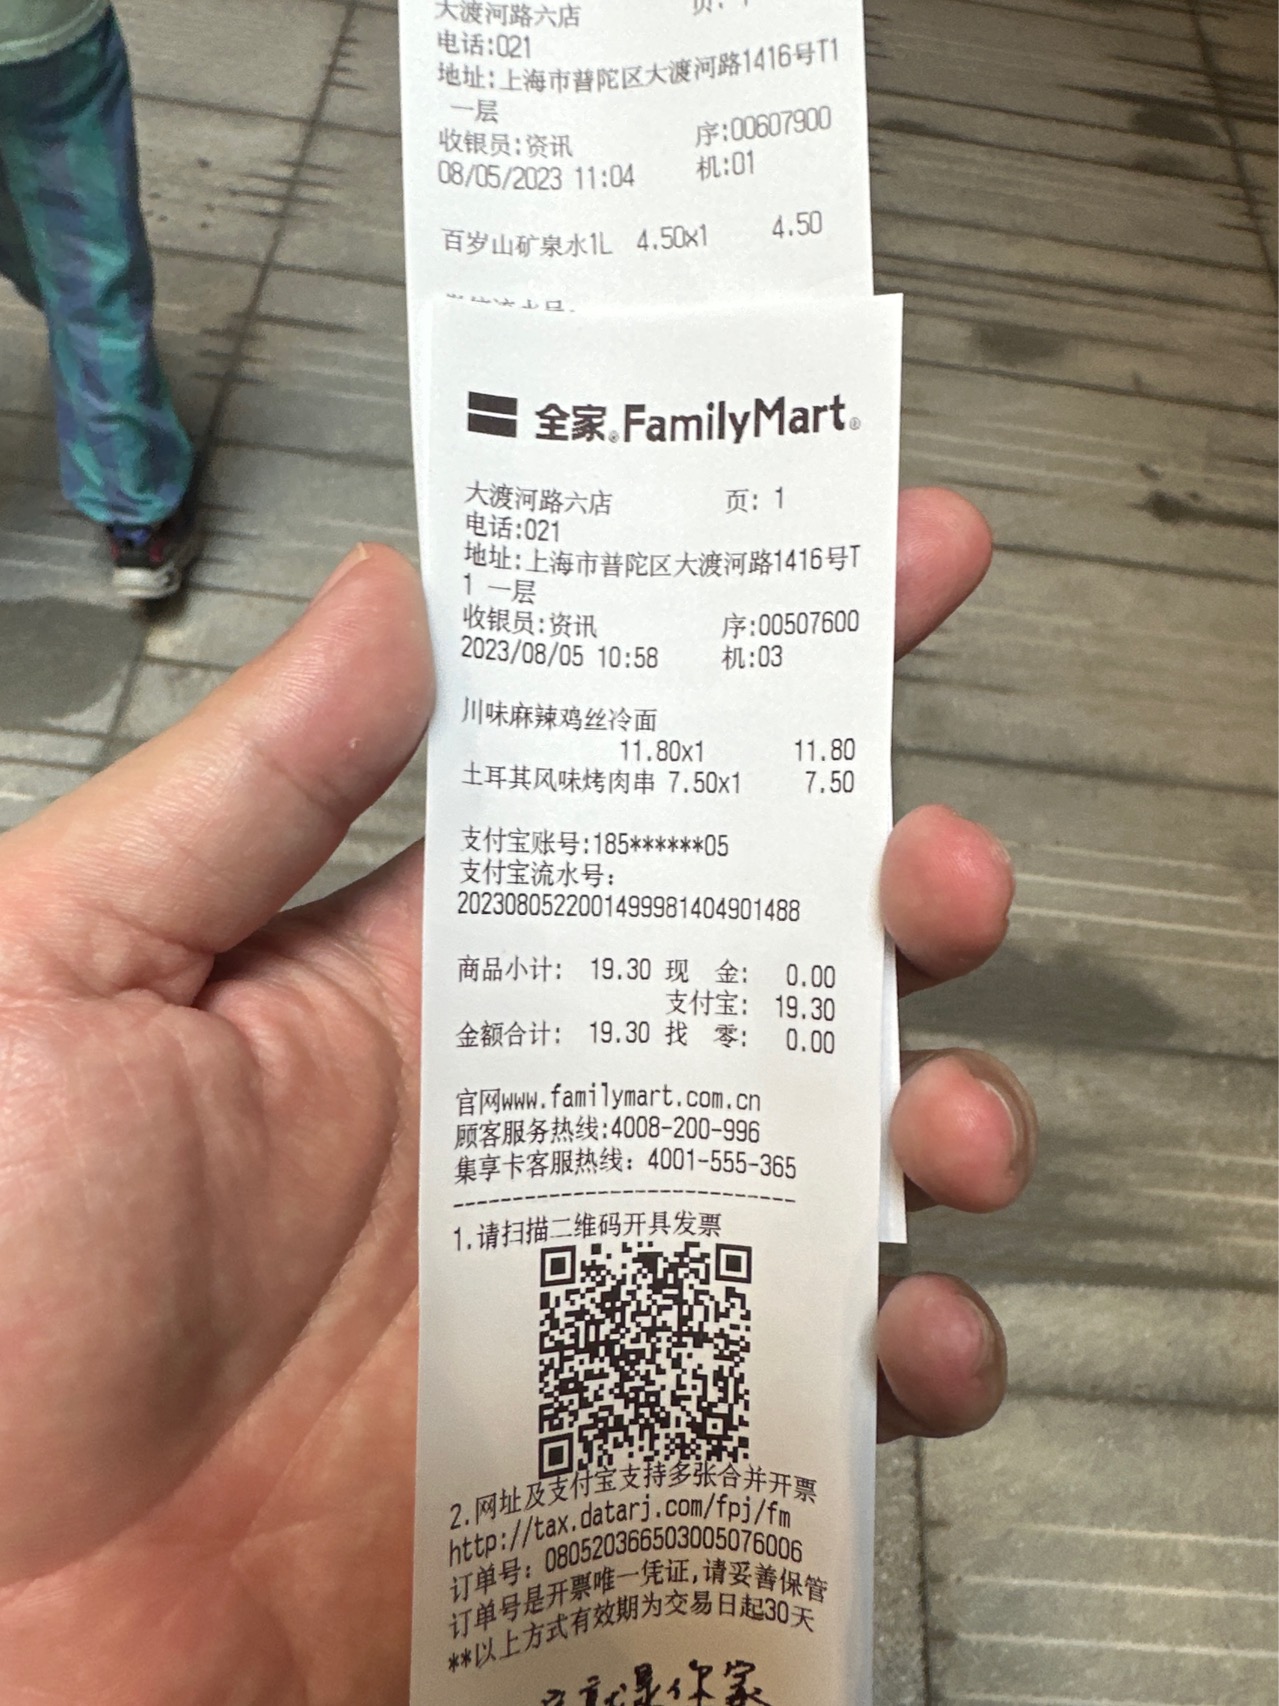 大渡河路六店 页: 1
电话:021
地址:上海市普陀区大渡河路1416号T1
一层
收银员:资讯 序:00607900
08/05/2023 11:04 机:01
百岁山矿泉水1L 4.50x1 4.50
全家 FamilyMart
大渡河路六店 页: 1
电话:021
地址:上海市普陀区大渡河路1416号T
1 一层
收银员:资讯 序:00507600
2023/08/05 10:58 机:03
川味麻辣鸡丝冷面
11.80x1 11.80
土耳其风味烤肉串 7.50x1 7.50
支付宝账号:185******05
支付宝流水号:
2023080522001499981404901488
商品小计: 19.30 现 金: 0.00
支付宝: 19.30
金额合计: 19.30 找 零: 0.00
官网www.familymart.com.cn
顾客服务热线:4008-200-996
集享卡客服热线: 4001-555-365
------------------------------
1.请扫描二维码开具发票
2.网址及支付宝支持多张合并开票
http://tax.datarj.com/fpj/fm
订单号: 080520366503005076006
订单号是开票唯一凭证,请妥善保管
**以上方式有效期为交易日起30天
就是你家